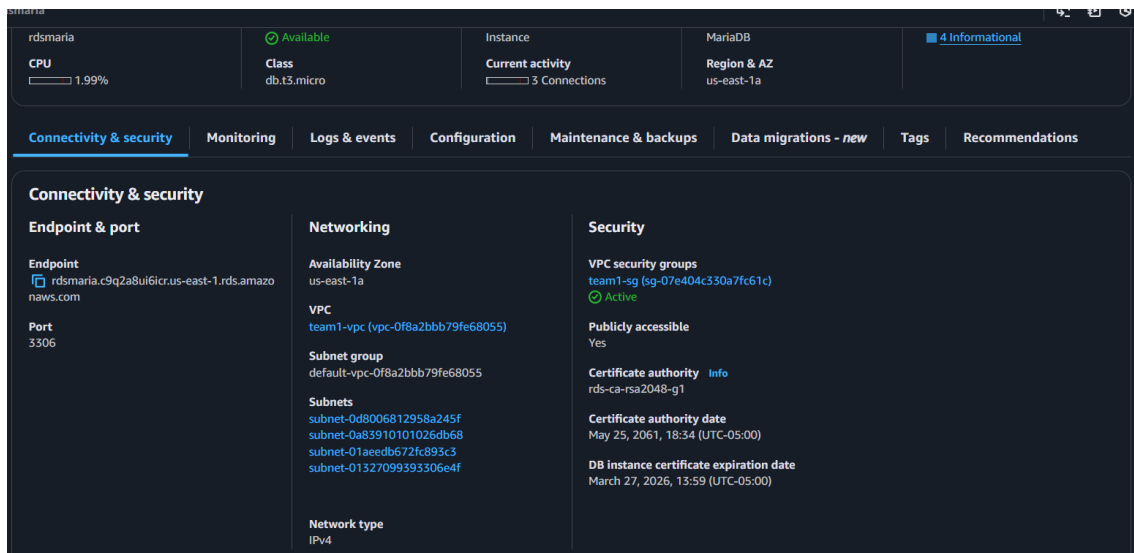 rdsmaria
rdsmaria
Available
Instance
MariaDB
4 Informational
CPU
1.99%
Class
db.t3.micro
Current activity
3 Connections
Region & AZ
us-east-1a
Connectivity & security
Monitoring
Logs & events
Configuration
Maintenance & backups
Data migrations - new
Tags
Recommendations
Connectivity & security
Endpoint & port
Endpoint
rdsmaria.c9q2a8ui6icr.us-east-1.rds.amazo
naws.com
Port
3306
Networking
Availability Zone
us-east-1a
VPC
team1-vpc (vpc-0f8a2bbb79fe68055)
Subnet group
default-vpc-0f8a2bbb79fe68055
Subnets
subnet-0d8006812958a245f
subnet-0a83910101026db68
subnet-01aeedb672fc893c3
subnet-01327099393306e4f
Network type
IPv4
Security
VPC security groups
team1-sg (sg-07e404c330a7fc61c)
Active
Publicly accessible
Yes
Certificate authority Info
rds-ca-rsa2048-g1
Certificate authority date
May 25, 2061, 18:34 (UTC-05:00)
DB instance certificate expiration date
March 27, 2026, 13:59 (UTC-05:00)